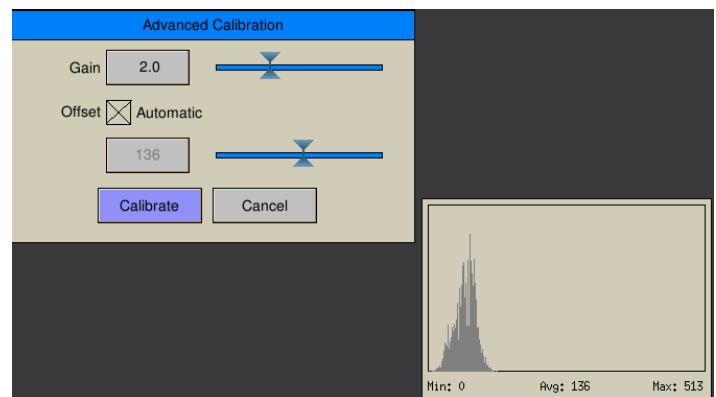 Advanced Calibration
Gain 2.0
Offset Automatic
136
Calibrate Cancel
Min: 0 Avg: 136 Max: 513